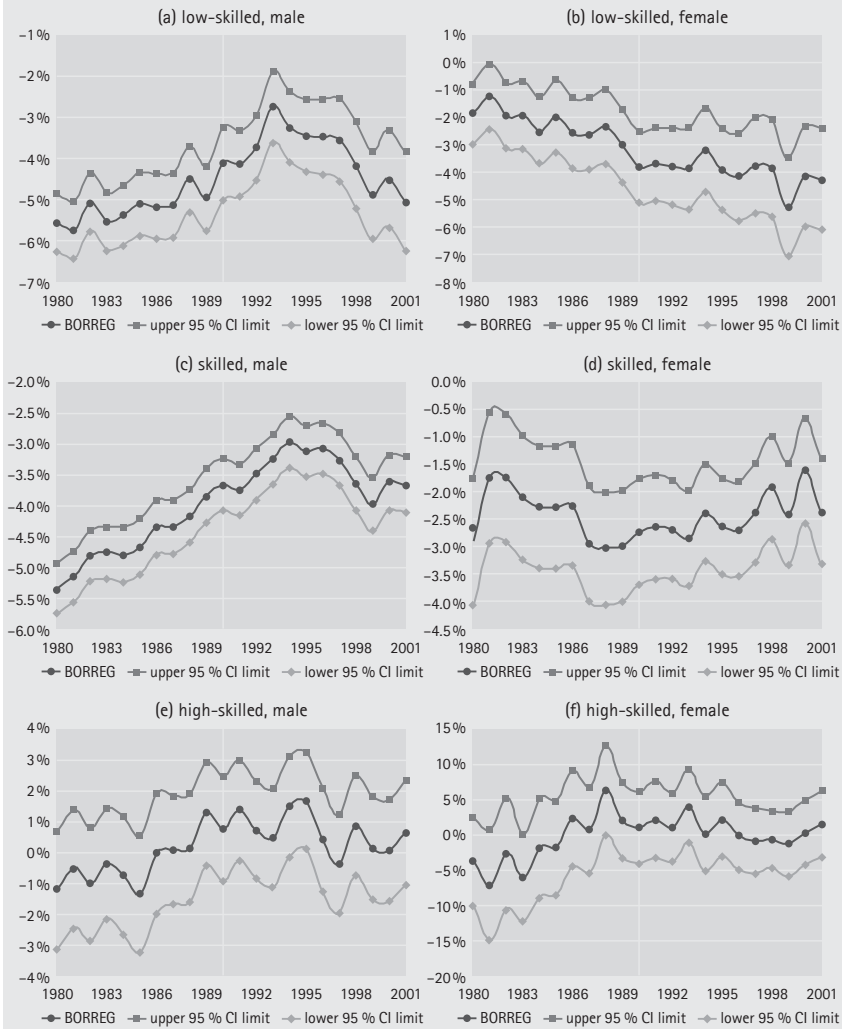 (a) low-skilled, male
−1 %
−2 %
−3 %
−4 %
−5 %
−6 %
−7 %
1980 1983 1986 1989 1992 1995 1998 2001
BORREG upper 95 % CI limit lower 95 % CI limit
(b) low-skilled, female
1 %
0 %
−1 %
−2 %
−3 %
−4 %
−5 %
−6 %
−7 %
−8 %
1980 1983 1986 1989 1992 1995 1998 2001
BORREG upper 95 % CI limit lower 95 % CI limit
(c) skilled, male
−2.0 %
−2.5 %
−3.0 %
−3.5 %
−4.0 %
−4.5 %
−5.0 %
−5.5 %
−6.0 %
1980 1983 1986 1989 1992 1995 1998 2001
BORREG upper 95 % CI limit lower 95 % CI limit
(d) skilled, female
0.0 %
−0.5 %
−1.0 %
−1.5 %
−2.0 %
−2.5 %
−3.0 %
−3.5 %
−4.0 %
−4.5 %
1980 1983 1986 1989 1992 1995 1998 2001
BORREG upper 95 % CI limit lower 95 % CI limit
(e) high-skilled, male
4 %
3 %
2 %
1 %
0 %
−1 %
−2 %
−3 %
−4 %
1980 1983 1986 1989 1992 1995 1998 2001
BORREG upper 95 % CI limit lower 95 % CI limit
(f) high-skilled, female
15 %
10 %
5 %
0 %
−5 %
−10 %
−15 %
−20 %
1980 1983 1986 1989 1992 1995 1998 2001
BORREG upper 95 % CI limit lower 95 % CI limit